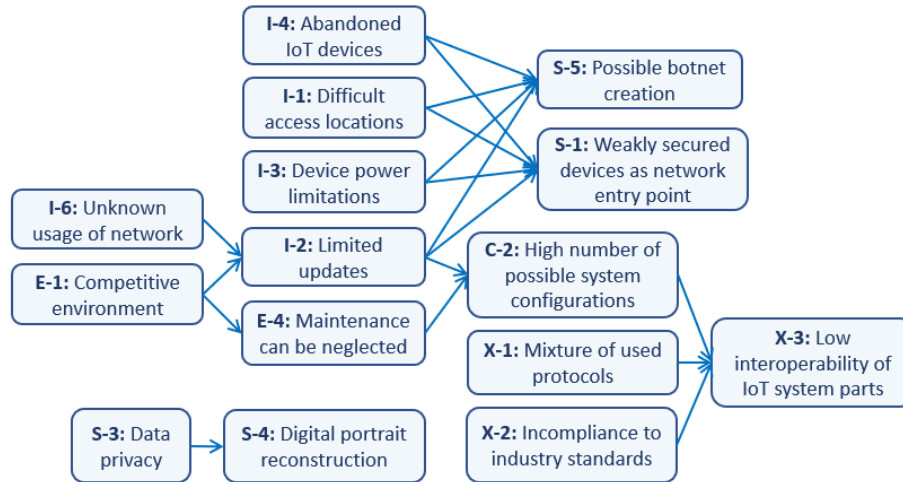 I-4: Abandoned
IoT devices
S-5: Possible botnet
creation
I-1: Difficult
access locations
S-1: Weakly secured
devices as network
entry point
I-3: Device power
limitations
I-6: Unknown
usage of network
I-2: Limited
updates
C-2: High number of
possible system
configurations
E-1: Competitive
environment
E-4: Maintenance
can be neglected
X-1: Mixture of used
protocols
X-3: Low
interoperability of
IoT system parts
S-3: Data
privacy
S-4: Digital portrait
reconstruction
X-2: Incompliance to
industry standards